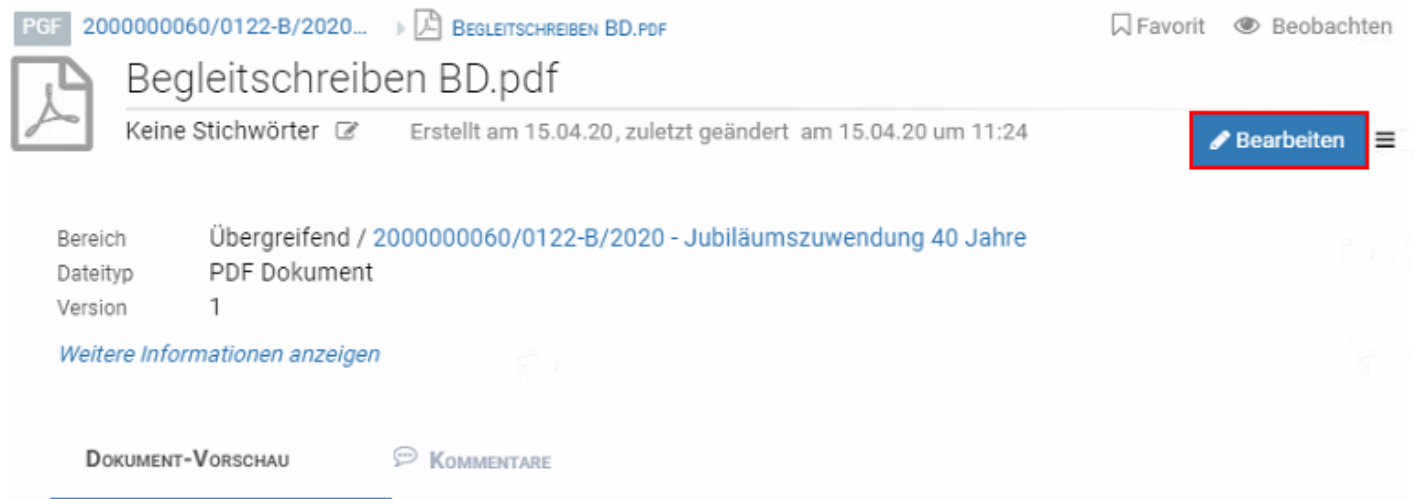 PGF 2000000060/0122-B/2020... BEGLEITSCHREIBEN BD.PDF Favorit Beobachten
Begleitschreiben BD.pdf
Keine Stichwörter Erstellt am 15.04.20, zuletzt geändert am 15.04.20 um 11:24 Bearbeiten
Bereich Übergreifend / 2000000060/0122-B/2020 - Jubiläumszuwendung 40 Jahre
Dateityp PDF Dokument
Version 1
Weitere Informationen anzeigen
DOKUMENT-VORSCHAU KOMMENTARE